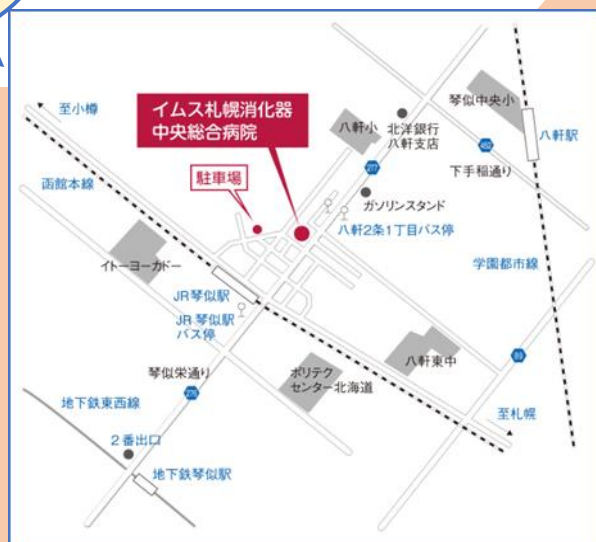 至小樽
イムス札幌消化器
中央総合病院
八軒小
北洋銀行
八軒支店
琴似中央小
八軒駅
452
277
下手稲通り
函館本線
駐車場
ガソリンスタンド
八軒2条1丁目バス停
イトーヨーカドー
学園都市線
JR琴似駅
JR 琴似駅
バス停
琴似栄通り
276
ポリテク
センター北海道
八軒東中
89
地下鉄東西線
至札幌
2番出口
地下鉄琴似駅